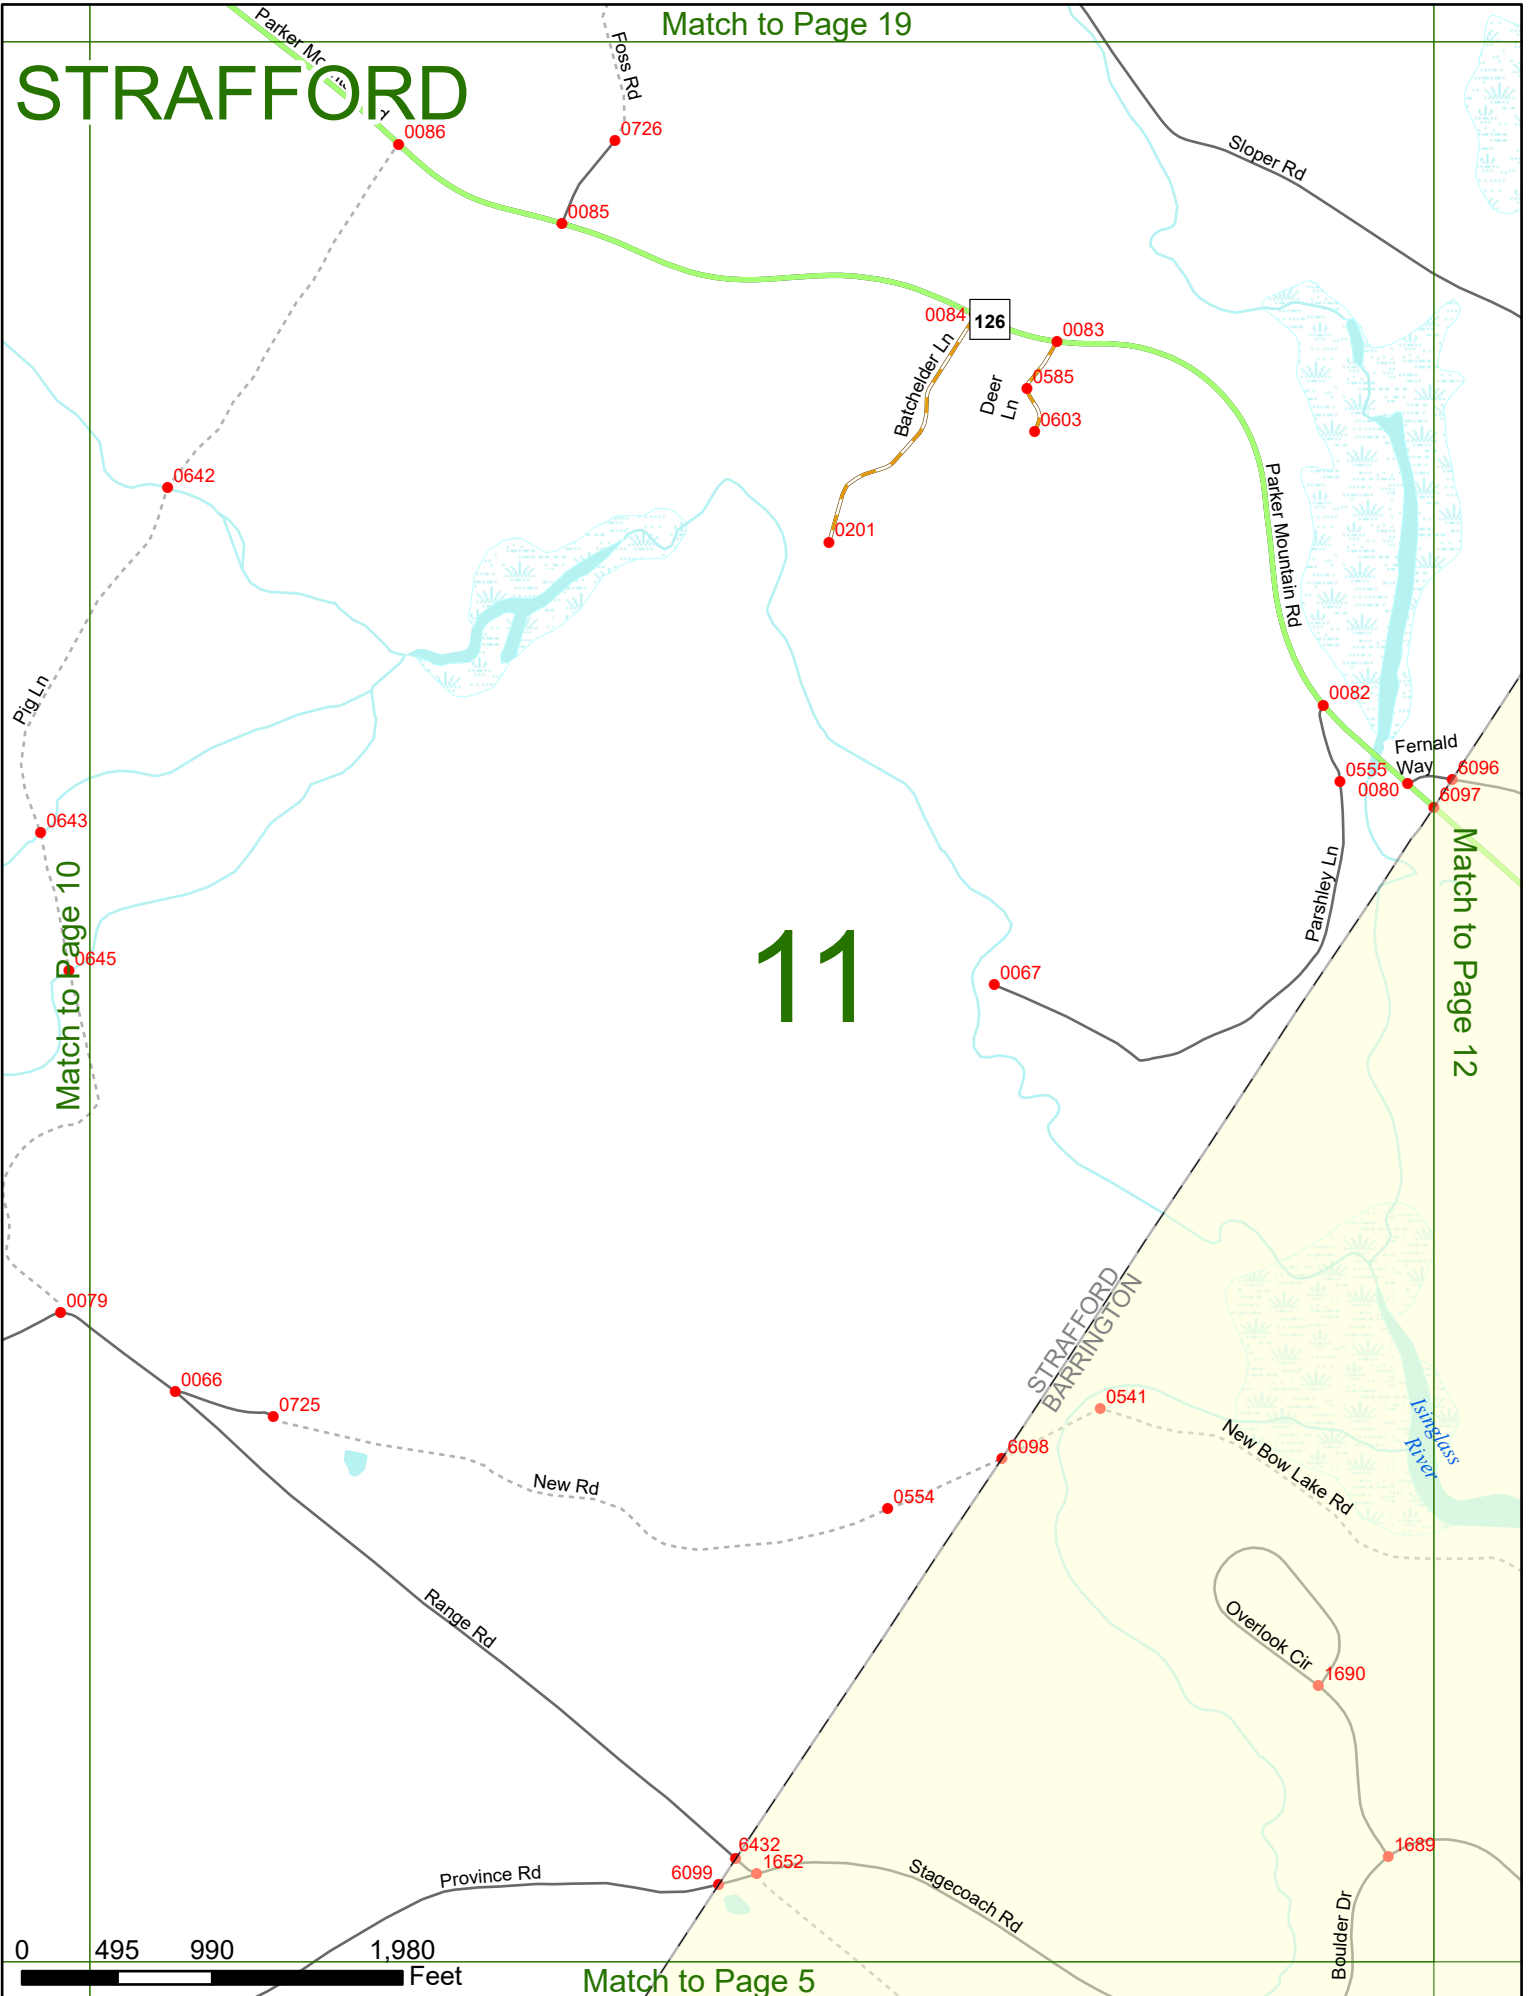 Match to Page 19
STRAFFORD
Foss Rd
0086
0726
0085
Sloper Rd
0084
126
0083
Batchelder Ln
Deer
Ln
0585
0603
0642
0201
Parker Mountain Rd
Pig Ln
0082
Fernald
Way
0555
0080
6096
6097
0643
Match to Page 10
0645
11
0067
Parshley Ln
Match to Page 12
0079
STRAFFORD
BARRINGTON
0066
0725
0541
6098
New Bow Lake Rd
Isinglass
River
New Rd
0554
Range Rd
Overlook Cir
1690
6432
1652
6099
Province Rd
Stagecoach Rd
1689
Boulder Dr
0 495 990 1,980
Feet
Match to Page 5